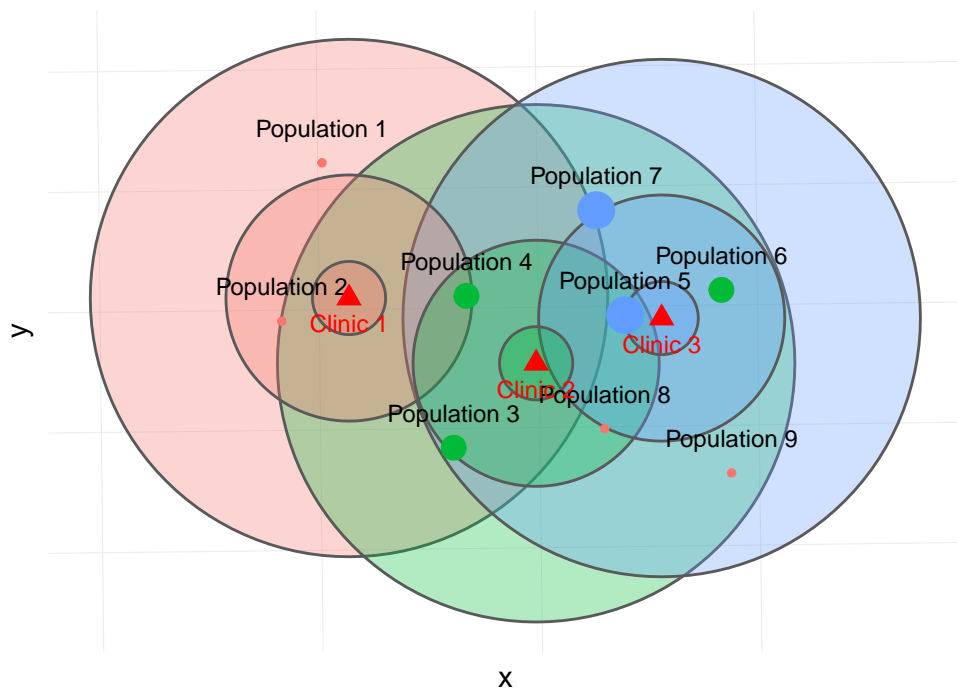 Population 1
Population 7
Population 4
Population 6
Population 5
Population 2
Clinic 1
y
Clinic 3
Clinic 2
Population 8
Population 3
Population 9
x